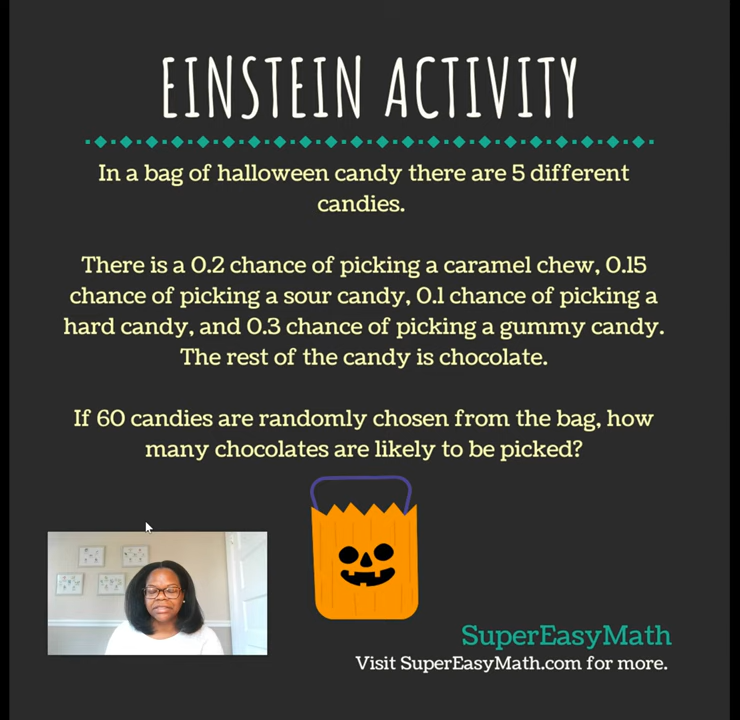 EINSTEIN ACTIVITY
In a bag of halloween candy there are 5 different
candies.
There is a 0.2 chance of picking a caramel chew, 0.15
chance of picking a sour candy, 0.1 chance of picking a
hard candy, and 0.3 chance of picking a gummy candy.
The rest of the candy is chocolate.
If 60 candies are randomly chosen from the bag, how
many chocolates are likely to be picked?
SuperEasyMath
Visit SuperEasyMath.com for more.